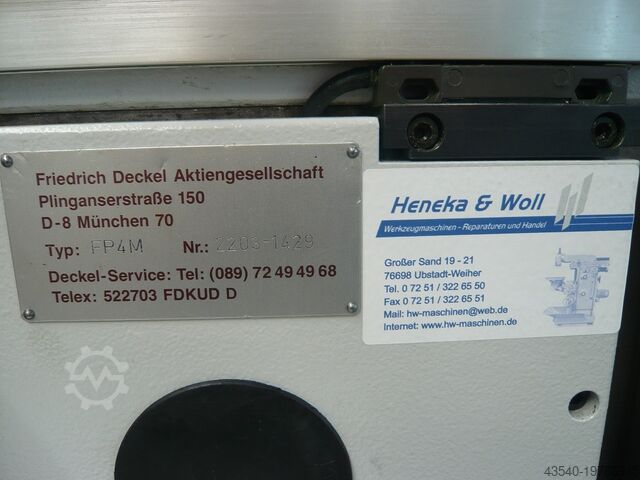 Friedrich Deckel Aktiengesellschaft
Plinganserstraße 150
D-8 München 70
Typ: FP4M Nr.: 2203-1429
Deckel-Service: Tel: (089) 72 49 49 68
Telex: 522703 FDKUD D
Heneka & Woll
Werkzeugmaschinen - Reparaturen und Handel
Großer Sand 19 - 21
76698 Ubstadt-Weiher
Tel. 0 72 51 / 322 65 50
Fax 0 72 51 / 322 65 51
Mail: hw-maschinen@web.de
Internet: www.hw-maschinen.de